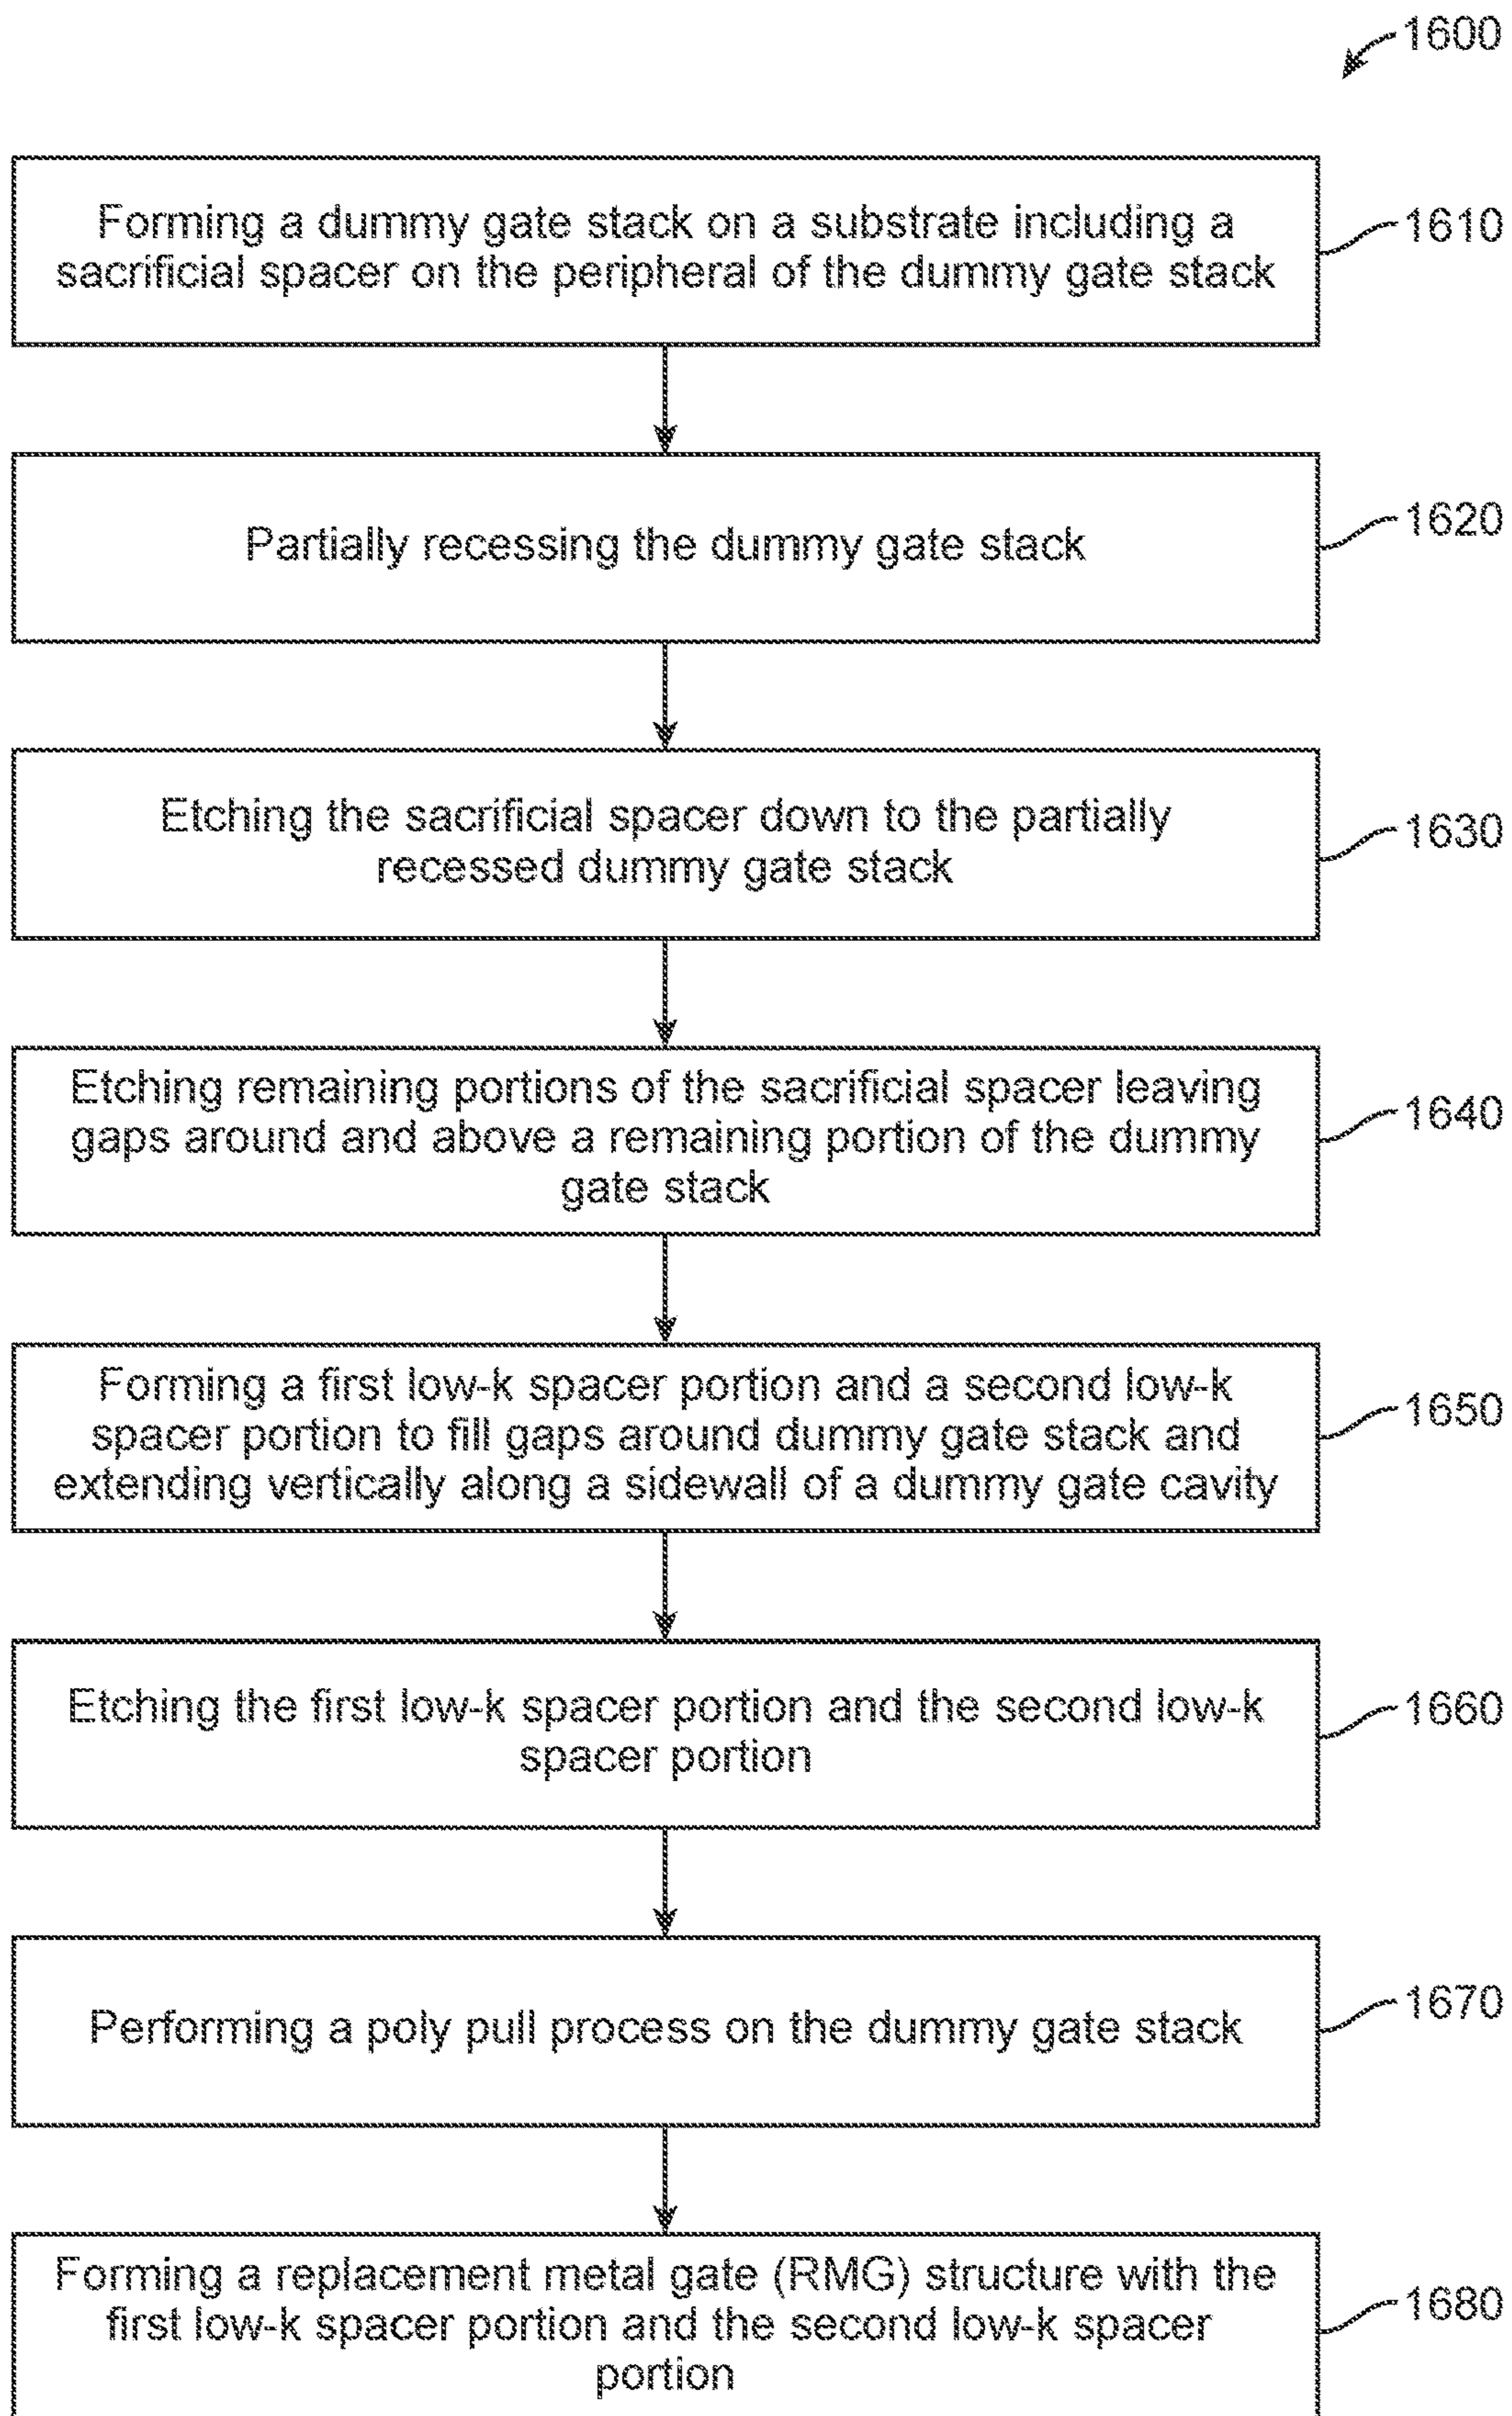 1600
Forming a dummy gate stack on a substrate including a
sacrificial spacer on the peripheral of the dummy gate stack
1610
Partially recessing the dummy gate stack
1620
Etching the sacrificial spacer down to the partially
recessed dummy gate stack
1630
Etching remaining portions of the sacrificial spacer leaving
gaps around and above a remaining portion of the dummy
gate stack
1640
Forming a first low-k spacer portion and a second low-k
spacer portion to fill gaps around dummy gate stack and
extending vertically along a sidewall of a dummy gate cavity
1650
Etching the first low-k spacer portion and the second low-k
spacer portion
1660
Performing a poly pull process on the dummy gate stack
1670
Forming a replacement metal gate (RMG) structure with the
first low-k spacer portion and the second low-k spacer
portion
1680